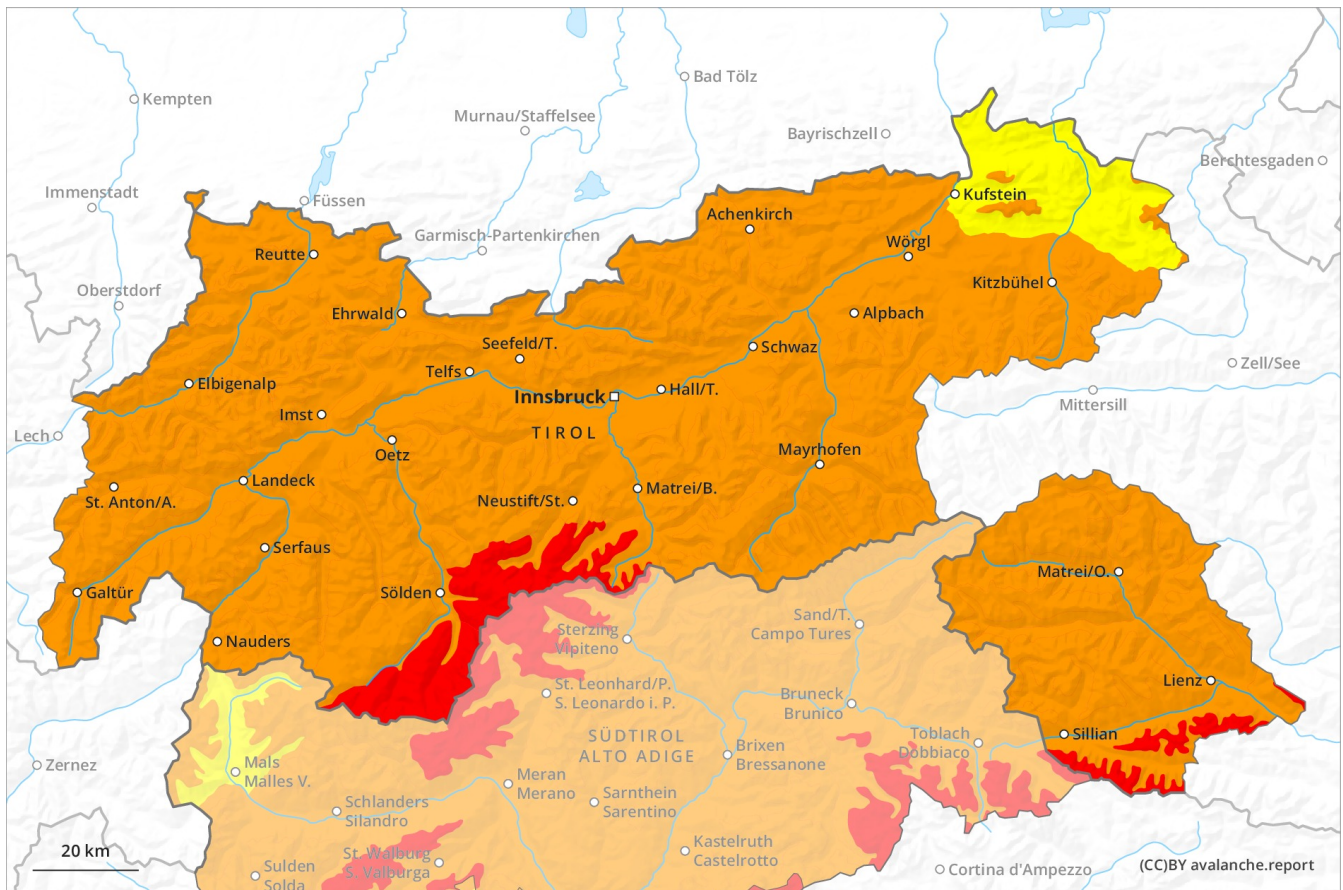 Kempten
Bad Tölz
Murnau/Staffelsee
Bayrischzell
Berchtesgaden
Immenstadt
Füssen
Kufstein
Achenkirch
Garmisch-Partenkirchen
Wörgl
Reutte
Kitzbühel
Oberstdorf
Ehrwald
Alpbach
Seefeld/T.
Schwaz
Zell/See
Telfs
Elbigenalp
Hall/T.
Innsbruck
Mittersill
Imst
TIROL
Lech
Oetz
Mayrhofen
Landeck
Matrei/B.
St. Anton/A.
Neustift/St.
Serfaus
Matrei/O.
Galtür
Sölden
Sand/T.
Campo Tures
Sterzing
Vipiteno
Nauders
Lienz
St. Leonhard/P.
S. Leonardo i. P.
Bruneck
Brunico
Sillian
SÜDTIROL
ALTO ADIGE
Toblach
Dobbiaco
Brixen
Bressanone
Zernez
Mals
Malles V.
Meran
Merano
Sarnthein
Sarentino
Schlanders
Silandro
20 km
St. Walburg
S. Valburga
Kastelruth
Castelrotto
Sulden
Solda
Cortina d'Ampezzo
(CC)BY avalanche.report